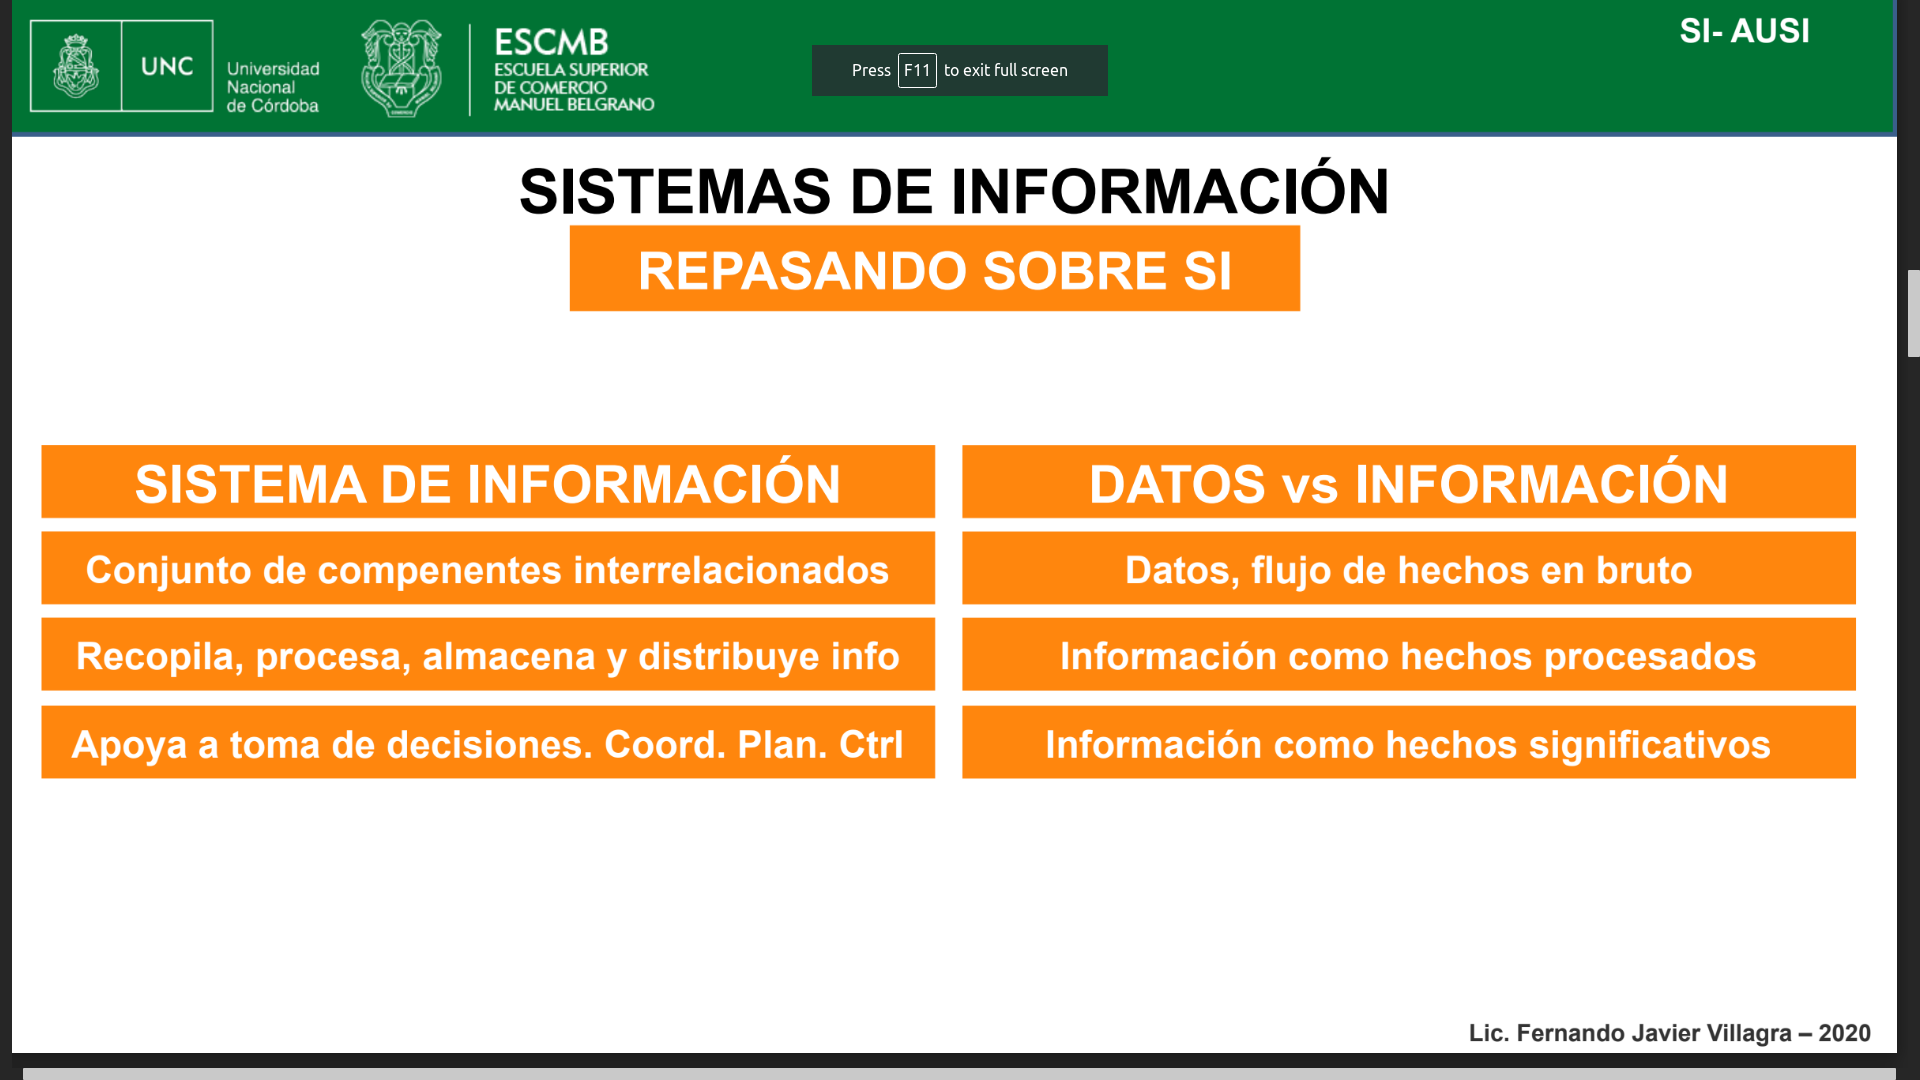 UNC
Universidad
Nacional
de Córdoba
ESCMB
ESCUELA SUPERIOR
DE COMERCIO
MANUEL BELGRANO
Press F11 to exit full screen
SI- AUSI
SISTEMAS DE INFORMACIÓN
REPASANDO SOBRE SI
SISTEMA DE INFORMACIÓN
Conjunto de compenentes interrelacionados
Recopila, procesa, almacena y distribuye info
Apoya a toma de decisiones. Coord. Plan. Ctrl
DATOS vs INFORMACIÓN
Datos, flujo de hechos en bruto
Información como hechos procesados
Información como hechos significativos
Lic. Fernando Javier Villagra – 2020